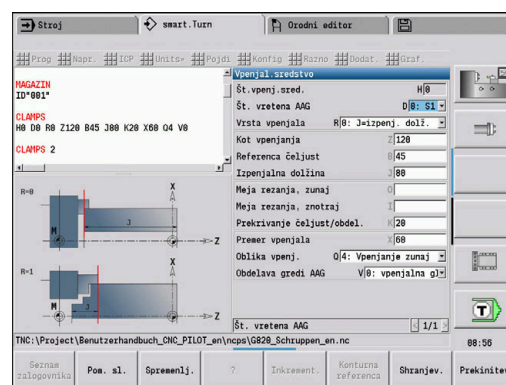 Stroj
smart.Turn
Orodni editor
Prog
Napr.
ICP
Units»
Pojdi
Konfig
Razno
Dodat.
Graf.
MAGAZIN
ID"001"
CLAMPS
H0 D0 R0 Z120 B45 J80 K20 X60 Q4 V0
CLAMPS 2
Vpenjal.sredstvo
Št.vpenj.sred. H 0
Št. vretena AAG D 0: S1
Vrsta vpenjala R 0: J=izpenj. dolž.
Kot vpenjanja Z 120
Referenca čeljust B 45
Izpenjalna dolžina J 80
Meja rezanja, zunaj O
Meja rezanja, znotraj I
Prekrivanje čeljust/obdel. K 20
Premer vpenjala X 60
Oblika vpenj. Q 4: Vpenjanje zunaj
Obdelava gredi AAG V 0: vpenjalna gl
Št. vretena AAG 1/1
R=0
X
J
M
Z
R=1
X
J
M
Z
T
TNC:\Project\Benutzerhandbuch_CNC_PILOT_en\ncps\G820_Schruppen_en.nc
08:56
Seznam zalogovnika
Pom. sl.
Spremenlj.
?
Inkrement.
Konturna referenca
Shranjev.
Prekinitev